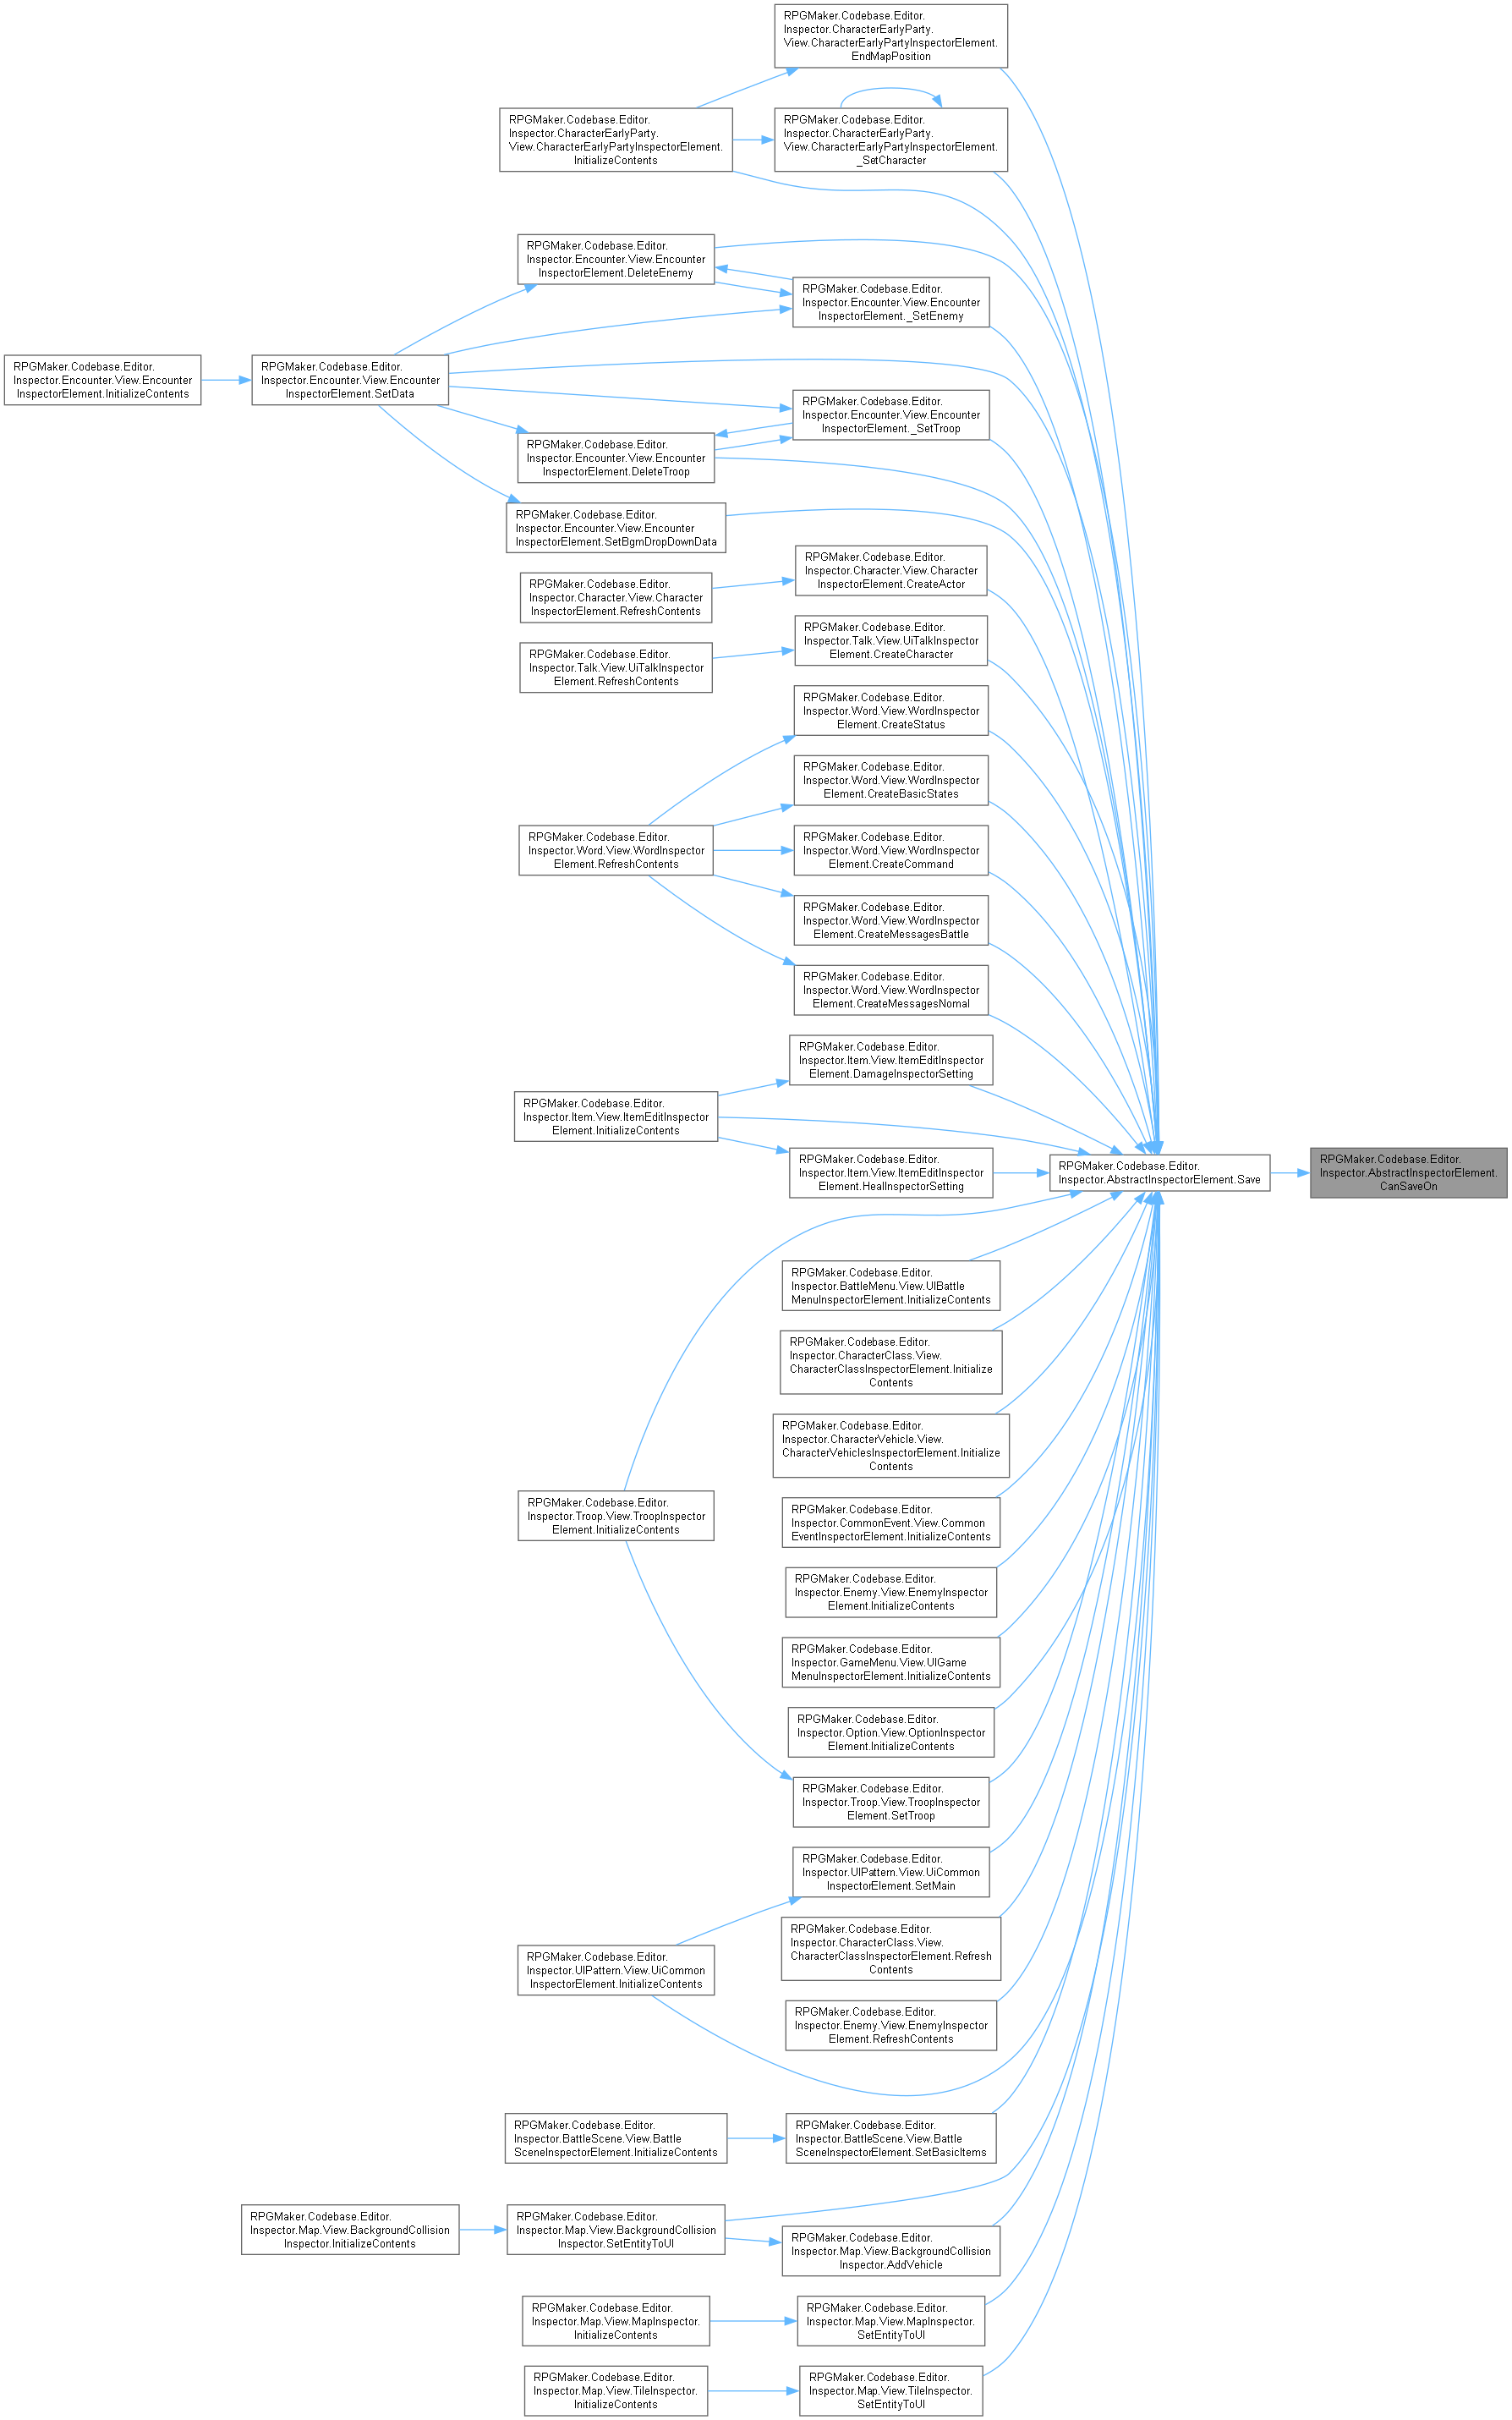 RPGMaker.Codebase.Editor.
Inspector.CharacterEarlyParty.
View.CharacterEarlyPartyInspectorElement.
EndMapPosition
RPGMaker.Codebase.Editor.
Inspector.CharacterEarlyParty.
View.CharacterEarlyPartyInspectorElement.
InitializeContents
RPGMaker.Codebase.Editor.
Inspector.CharacterEarlyParty.
View.CharacterEarlyPartyInspectorElement.
_SetCharacter
RPGMaker.Codebase.Editor.
Inspector.Encounter.View.Encounter
InspectorElement.DeleteEnemy
RPGMaker.Codebase.Editor.
Inspector.Encounter.View.Encounter
InspectorElement._SetEnemy
RPGMaker.Codebase.Editor.
Inspector.Encounter.View.Encounter
InspectorElement.InitializeContents
RPGMaker.Codebase.Editor.
Inspector.Encounter.View.Encounter
InspectorElement.SetData
RPGMaker.Codebase.Editor.
Inspector.Encounter.View.Encounter
InspectorElement._SetTroop
RPGMaker.Codebase.Editor.
Inspector.Encounter.View.Encounter
InspectorElement.DeleteTroop
RPGMaker.Codebase.Editor.
Inspector.Encounter.View.Encounter
InspectorElement.SetBgmDropDownData
RPGMaker.Codebase.Editor.
Inspector.Character.View.Character
InspectorElement.CreateActor
RPGMaker.Codebase.Editor.
Inspector.Character.View.Character
InspectorElement.RefreshContents
RPGMaker.Codebase.Editor.
Inspector.Talk.View.UiTalkInspector
Element.CreateCharacter
RPGMaker.Codebase.Editor.
Inspector.Talk.View.UiTalkInspector
Element.RefreshContents
RPGMaker.Codebase.Editor.
Inspector.Word.View.WordInspector
Element.CreateStatus
RPGMaker.Codebase.Editor.
Inspector.Word.View.WordInspector
Element.CreateBasicStates
RPGMaker.Codebase.Editor.
Inspector.Word.View.WordInspector
Element.RefreshContents
RPGMaker.Codebase.Editor.
Inspector.Word.View.WordInspector
Element.CreateCommand
RPGMaker.Codebase.Editor.
Inspector.Word.View.WordInspector
Element.CreateMessagesBattle
RPGMaker.Codebase.Editor.
Inspector.Word.View.WordInspector
Element.CreateMessagesNomal
RPGMaker.Codebase.Editor.
Inspector.Item.View.ItemEditInspector
Element.DamageInspectorSetting
RPGMaker.Codebase.Editor.
Inspector.Item.View.ItemEditInspector
Element.InitializeContents
RPGMaker.Codebase.Editor.
Inspector.Item.View.ItemEditInspector
Element.HealInspectorSetting
RPGMaker.Codebase.Editor.
Inspector.AbstractInspectorElement.Save
RPGMaker.Codebase.Editor.
Inspector.AbstractInspectorElement.
CanSaveOn
RPGMaker.Codebase.Editor.
Inspector.BattleMenu.View.UIBattle
MenuInspectorElement.InitializeContents
RPGMaker.Codebase.Editor.
Inspector.CharacterClass.View.
CharacterClassInspectorElement.Initialize
Contents
RPGMaker.Codebase.Editor.
Inspector.CharacterVehicle.View.
CharacterVehiclesInspectorElement.Initialize
Contents
RPGMaker.Codebase.Editor.
Inspector.Troop.View.TroopInspector
Element.InitializeContents
RPGMaker.Codebase.Editor.
Inspector.CommonEvent.View.Common
EventInspectorElement.InitializeContents
RPGMaker.Codebase.Editor.
Inspector.Enemy.View.EnemyInspector
Element.InitializeContents
RPGMaker.Codebase.Editor.
Inspector.GameMenu.View.UIGame
MenuInspectorElement.InitializeContents
RPGMaker.Codebase.Editor.
Inspector.Option.View.OptionInspector
Element.InitializeContents
RPGMaker.Codebase.Editor.
Inspector.Troop.View.TroopInspector
Element.SetTroop
RPGMaker.Codebase.Editor.
Inspector.UIPattern.View.UiCommon
InspectorElement.SetMain
RPGMaker.Codebase.Editor.
Inspector.CharacterClass.View.
CharacterClassInspectorElement.Refresh
Contents
RPGMaker.Codebase.Editor.
Inspector.UIPattern.View.UiCommon
InspectorElement.InitializeContents
RPGMaker.Codebase.Editor.
Inspector.Enemy.View.EnemyInspector
Element.RefreshContents
RPGMaker.Codebase.Editor.
Inspector.BattleScene.View.Battle
SceneInspectorElement.InitializeContents
RPGMaker.Codebase.Editor.
Inspector.BattleScene.View.Battle
SceneInspectorElement.SetBasicItems
RPGMaker.Codebase.Editor.
Inspector.Map.View.BackgroundCollision
Inspector.InitializeContents
RPGMaker.Codebase.Editor.
Inspector.Map.View.BackgroundCollision
Inspector.SetEntityToUI
RPGMaker.Codebase.Editor.
Inspector.Map.View.BackgroundCollision
Inspector.AddVehicle
RPGMaker.Codebase.Editor.
Inspector.Map.View.MapInspector.
InitializeContents
RPGMaker.Codebase.Editor.
Inspector.Map.View.MapInspector.
SetEntityToUI
RPGMaker.Codebase.Editor.
Inspector.Map.View.TileInspector.
InitializeContents
RPGMaker.Codebase.Editor.
Inspector.Map.View.TileInspector.
SetEntityToUI